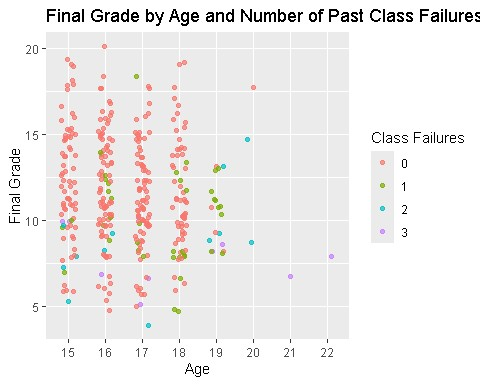 Final Grade by Age and Number of Past Class Failures
20
15
10
5
Final Grade
15 16 17 18 19 20 21 22
Age
Class Failures
0
1
2
3